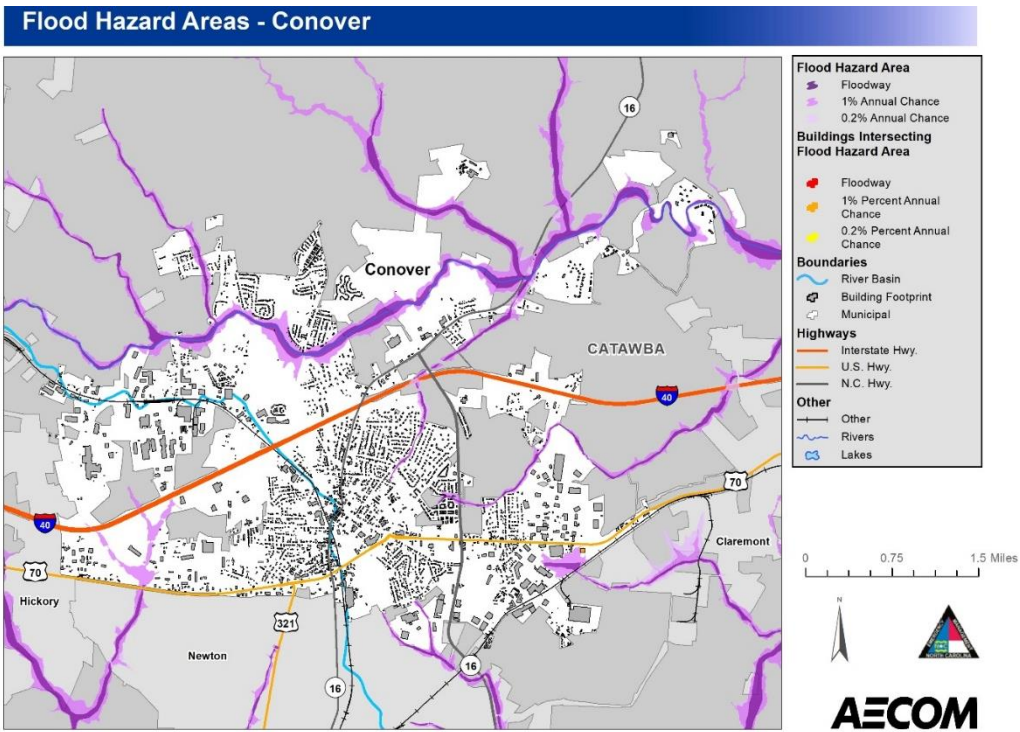 Flood Hazard Areas - Conover
Flood Hazard Area
Floodway
1% Annual Chance
0.2% Annual Chance
Buildings Intersecting
Flood Hazard Area
Floodway
1% Percent Annual
Chance
0.2% Percent Annual
Chance
Boundaries
River Basin
Building Footprint
Municipal
Highways
Interstate Hwy.
U.S. Hwy.
N.C. Hwy.
Other
Other
Rivers
Lakes
16
Conover
CATAWBA
40
40
70
Claremont
70
Hickory
321
Newton
16
16
0 0.75 1.5 Miles
N
NORTH CAROLINA
AECOM